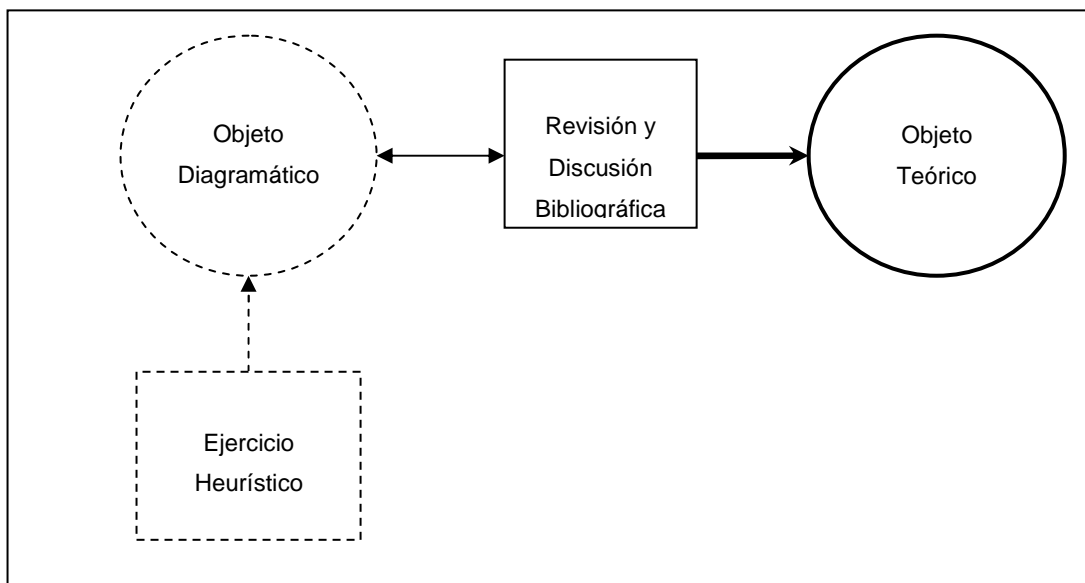 Objeto
Diagramático
Revisión y
Discusión
Bibliográfica
Objeto
Teórico
Ejercicio
Heurístico